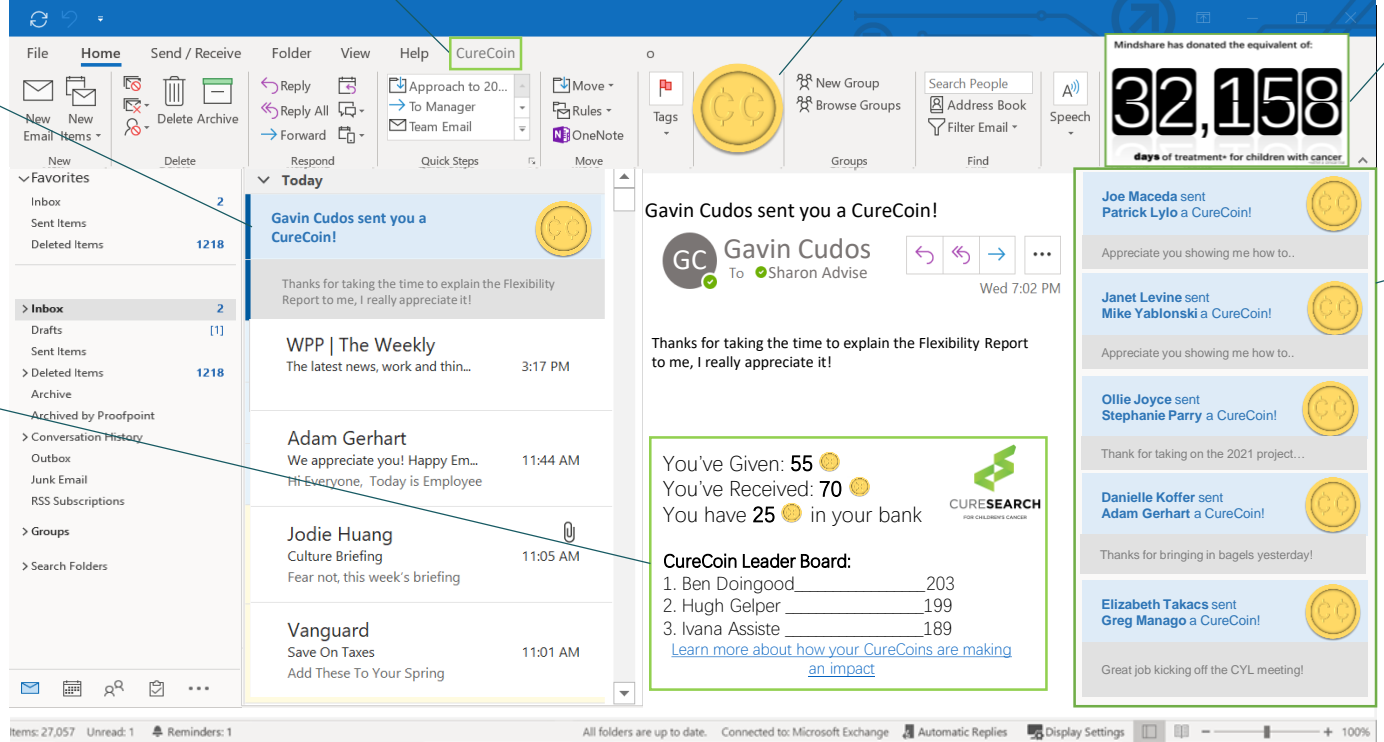 File Home Send / Receive Folder View Help CureCoin o
Mindshare has donated the equivalent of:
32,158
days of treatment* for children with cancer
New Email
New Items
New
Delete Archive
Delete
Reply
Reply All
Forward
Respond
Approach to 20...
To Manager
Team Email
Quick Steps
Move
Rules
OneNote
Move
Tags
CC
New Group
Browse Groups
Groups
Search People
Address Book
Filter Email
Find
Speech
Favorites
Inbox 2
Sent Items
Deleted Items 1218
Inbox 2
Drafts [1]
Sent Items
Deleted Items 1218
Archive
Archived by Proofpoint
Conversation History
Outbox
Junk Email
RSS Subscriptions
Groups
Search Folders
Today
Gavin Cudos sent you a
CureCoin!
Thanks for taking the time to explain the Flexibility
Report to me, I really appreciate it!
WPP | The Weekly
The latest news, work and thin... 3:17 PM
Adam Gerhart
We appreciate you! Happy Em... 11:44 AM
Hi Everyone, Today is Employee
Jodie Huang
Culture Briefing 11:05 AM
Fear not, this week's briefing
Vanguard
Save On Taxes 11:01 AM
Add These To Your Spring
Gavin Cudos sent you a CureCoin!
GC
Gavin Cudos
To Sharon Advise
Wed 7:02 PM
Thanks for taking the time to explain the Flexibility Report
to me, I really appreciate it!
You've Given: 55
You've Received: 70
You have 25 in your bank
CURESEARCH
FOR CHILDREN'S CANCER
CureCoin Leader Board:
1. Ben Doingood________________203
2. Hugh Gelper ________________199
3. Ivana Assiste ________________189
Learn more about how your CureCoins are making
an impact
Joe Maceda sent
Patrick Lylo a CureCoin!
Appreciate you showing me how to..
Janet Levine sent
Mike Yablonski a CureCoin!
Appreciate you showing me how to..
Ollie Joyce sent
Stephanie Parry a CureCoin!
Thank for taking on the 2021 project...
Danielle Koffer sent
Adam Gerhart a CureCoin!
Thanks for bringing in bagels yesterday!
Elizabeth Takacs sent
Greg Manago a CureCoin!
Great job kicking off the CYL meeting!
Items: 27,057 Unread: 1 Reminders: 1 All folders are up to date. Connected to: Microsoft Exchange Automatic Replies Display Settings 100%